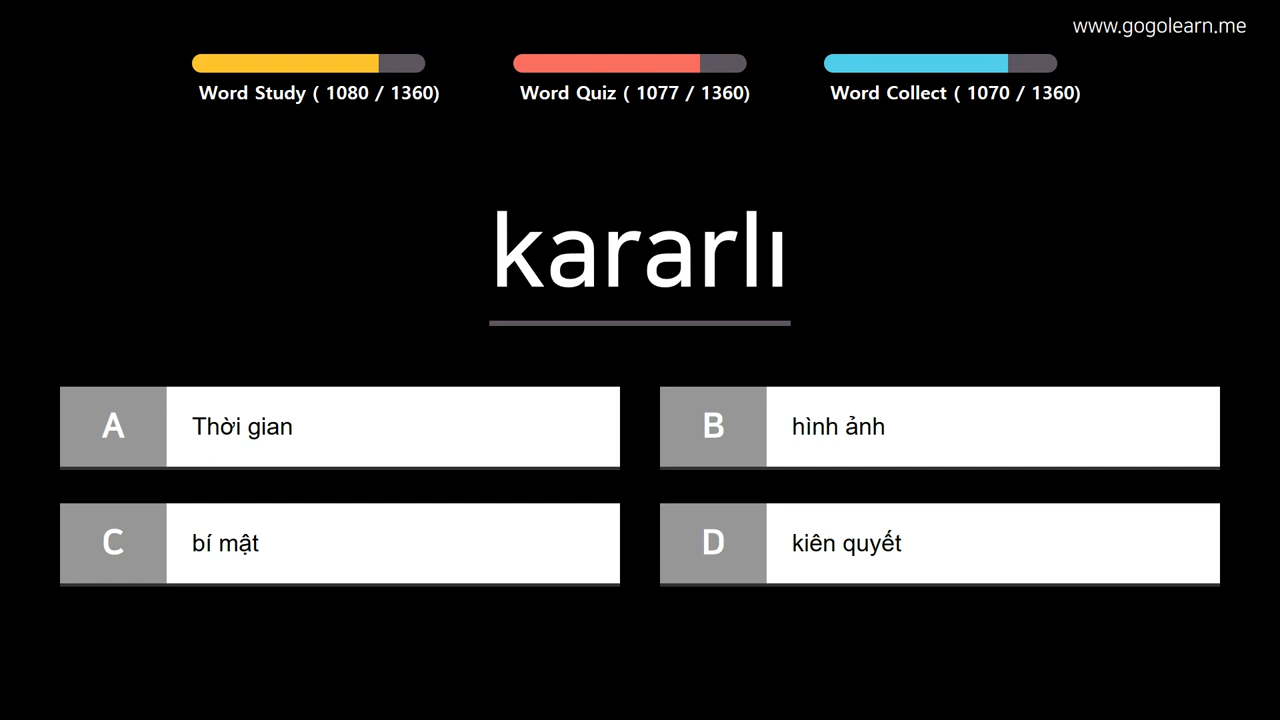 www.gogolearn.me
Word Study ( 1080 / 1360)
Word Quiz ( 1077 / 1360)
Word Collect ( 1070 / 1360)
kararlı
A Thời gian
B hình ảnh
C bí mật
D kiên quyết